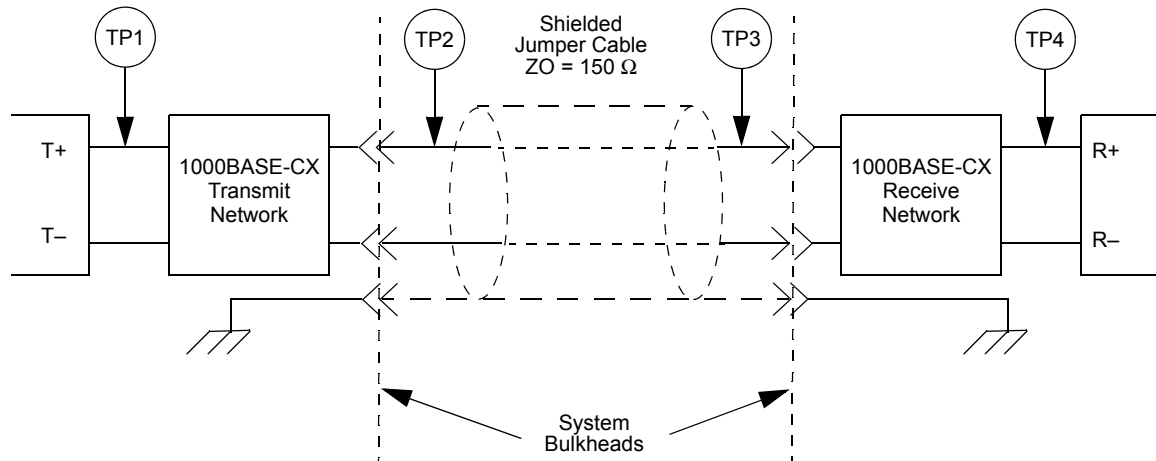 TP1
TP2
Shielded
Jumper Cable
ZO = 150 Ω
TP3
TP4
T+
T–
1000BASE-CX
Transmit
Network
1000BASE-CX
Receive
Network
R+
R–
System
Bulkheads